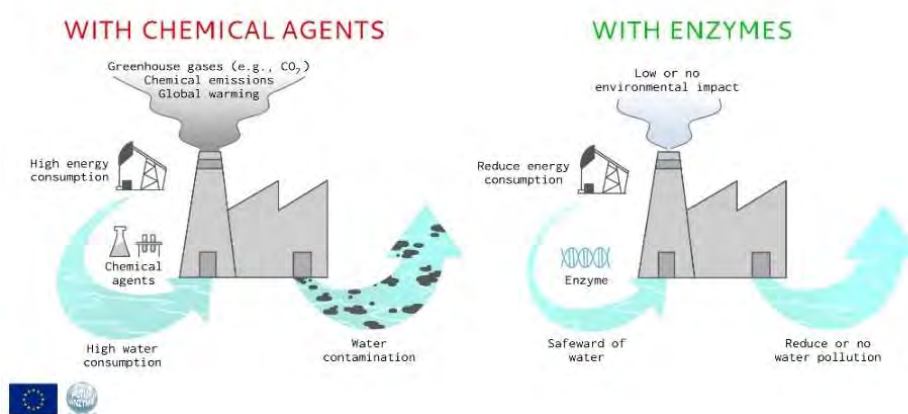 WITH CHEMICAL AGENTS
Greenhouse gases (e.g., CO₂)
Chemical emissions
Global warming
High energy
consumption
Chemical
agents
High water
consumption
Water
contamination
WITH ENZYMES
Low or no
environmental impact
Reduce energy
consumption
Enzyme
Safeward of
water
Reduce or no
water pollution